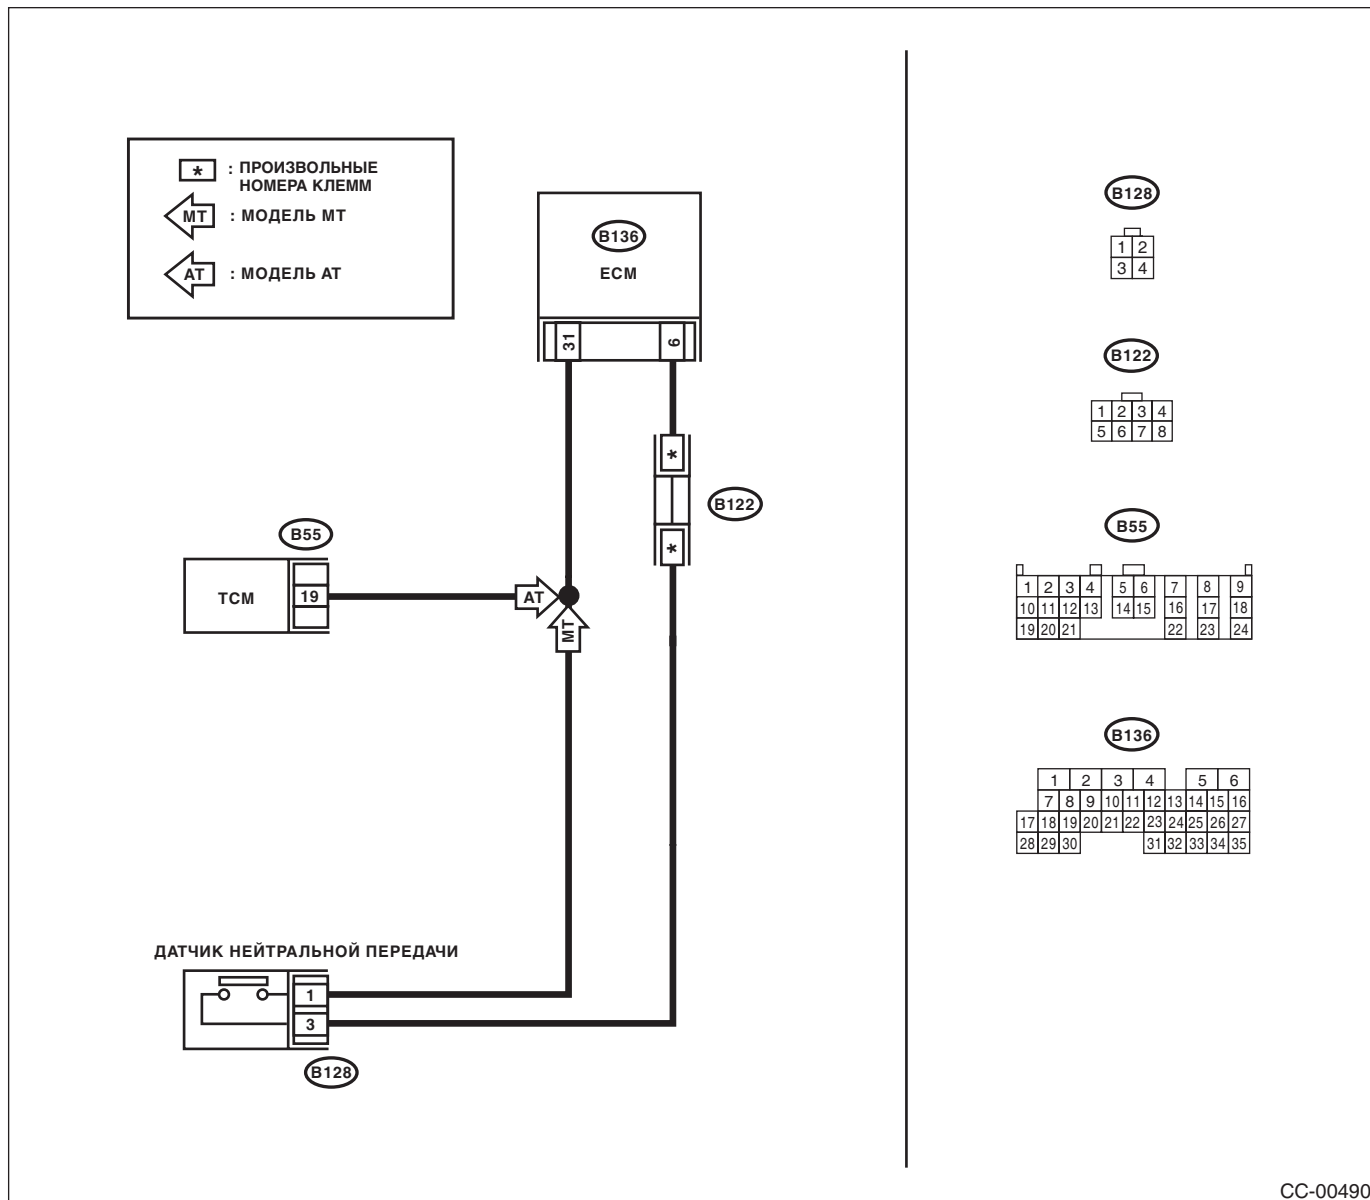 * : ПРОИЗВОЛЬНЫЕ
НОМЕРА КЛЕММ
MT : МОДЕЛЬ MT
AT : МОДЕЛЬ AT
B136
ECM
31 6
*
B122
*
B55
TCM 19
AT
MT
ДАТЧИК НЕЙТРАЛЬНОЙ ПЕРЕДАЧИ
1
3
B128
B128
1 2
3 4
B122
1 2 3 4
5 6 7 8
B55
1 2 3 4 5 6 7 8 9
10 11 12 13 14 15 16 17 18
19 20 21 22 23 24
B136
1 2 3 4 5 6
7 8 9 10 11 12 13 14 15 16
17 18 19 20 21 22 23 24 25 26 27
28 29 30 31 32 33 34 35
CC-00490